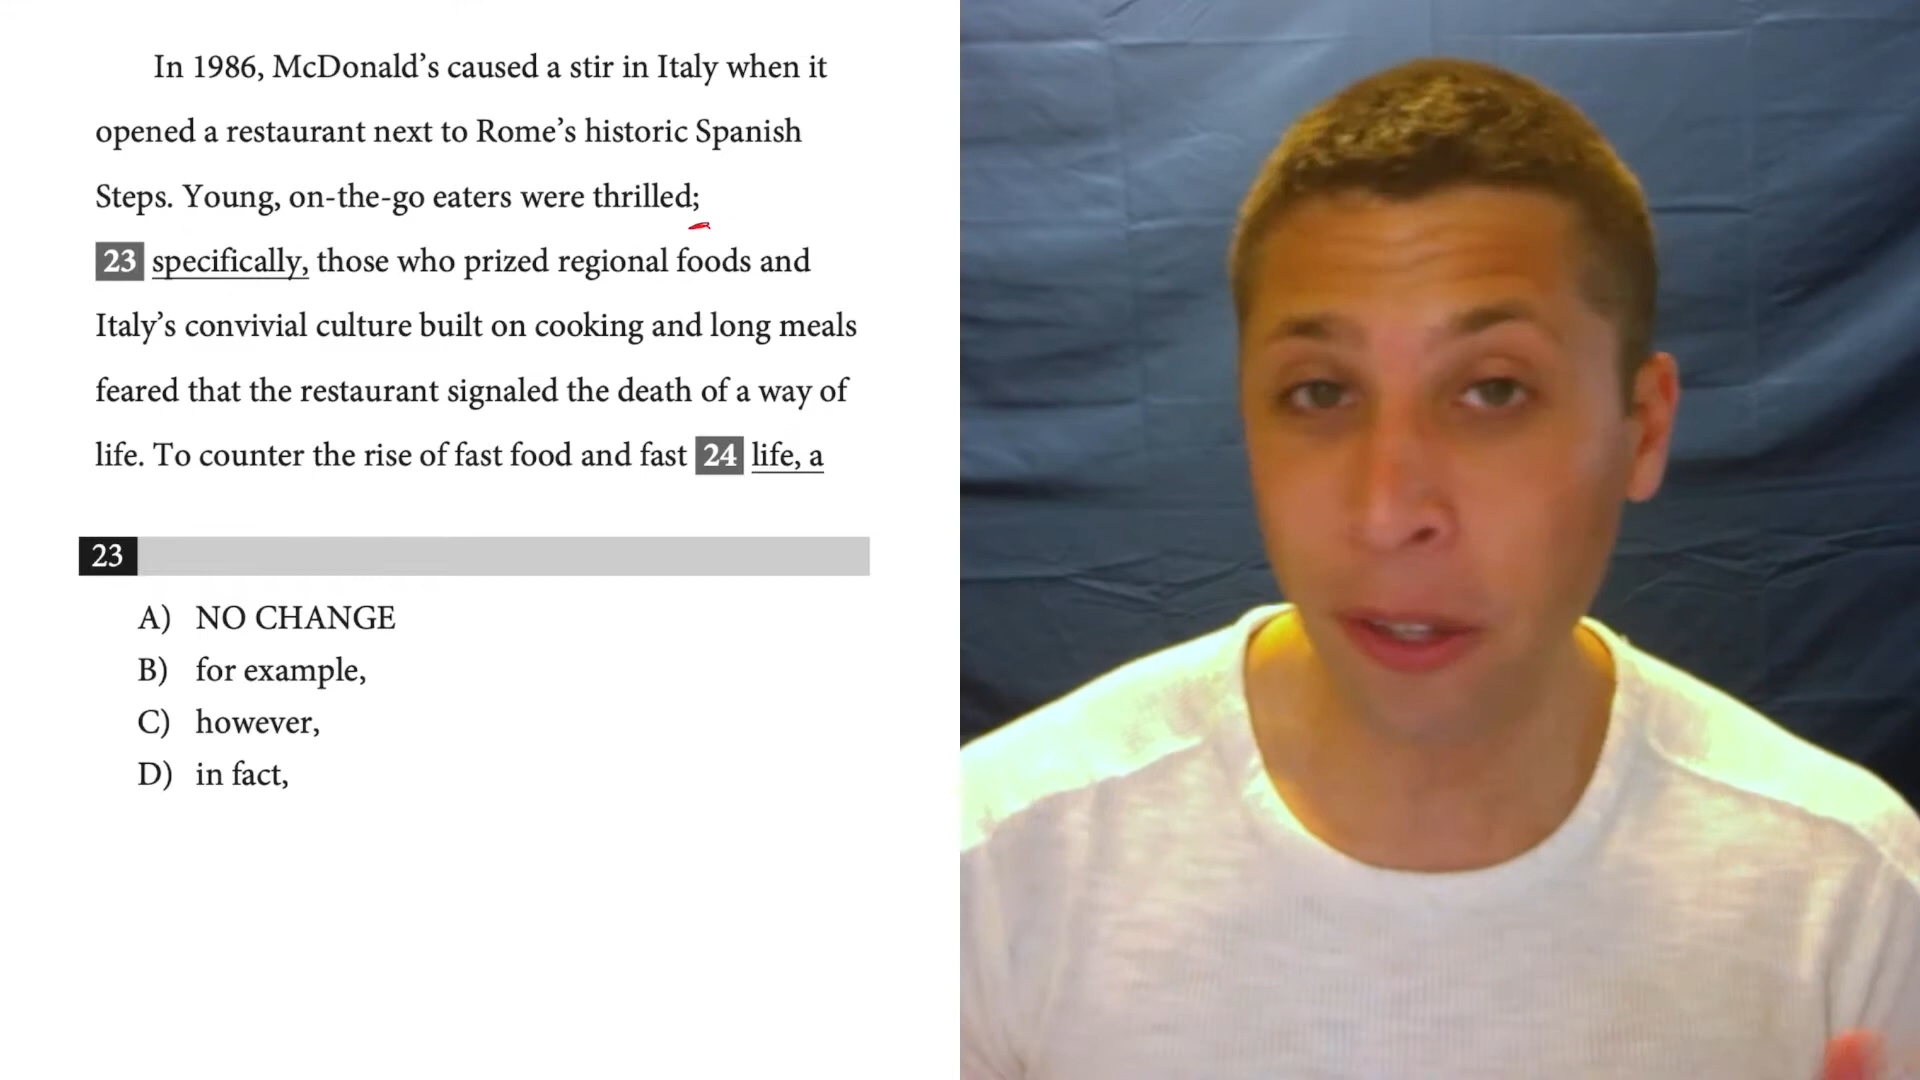 In 1986, McDonald’s caused a stir in Italy when it
opened a restaurant next to Rome’s historic Spanish
Steps. Young, on-the-go eaters were thrilled;
23 specifically, those who prized regional foods and
Italy’s convivial culture built on cooking and long meals
feared that the restaurant signaled the death of a way of
life. To counter the rise of fast food and fast 24 life, a
23
A) NO CHANGE
B) for example,
C) however,
D) in fact,